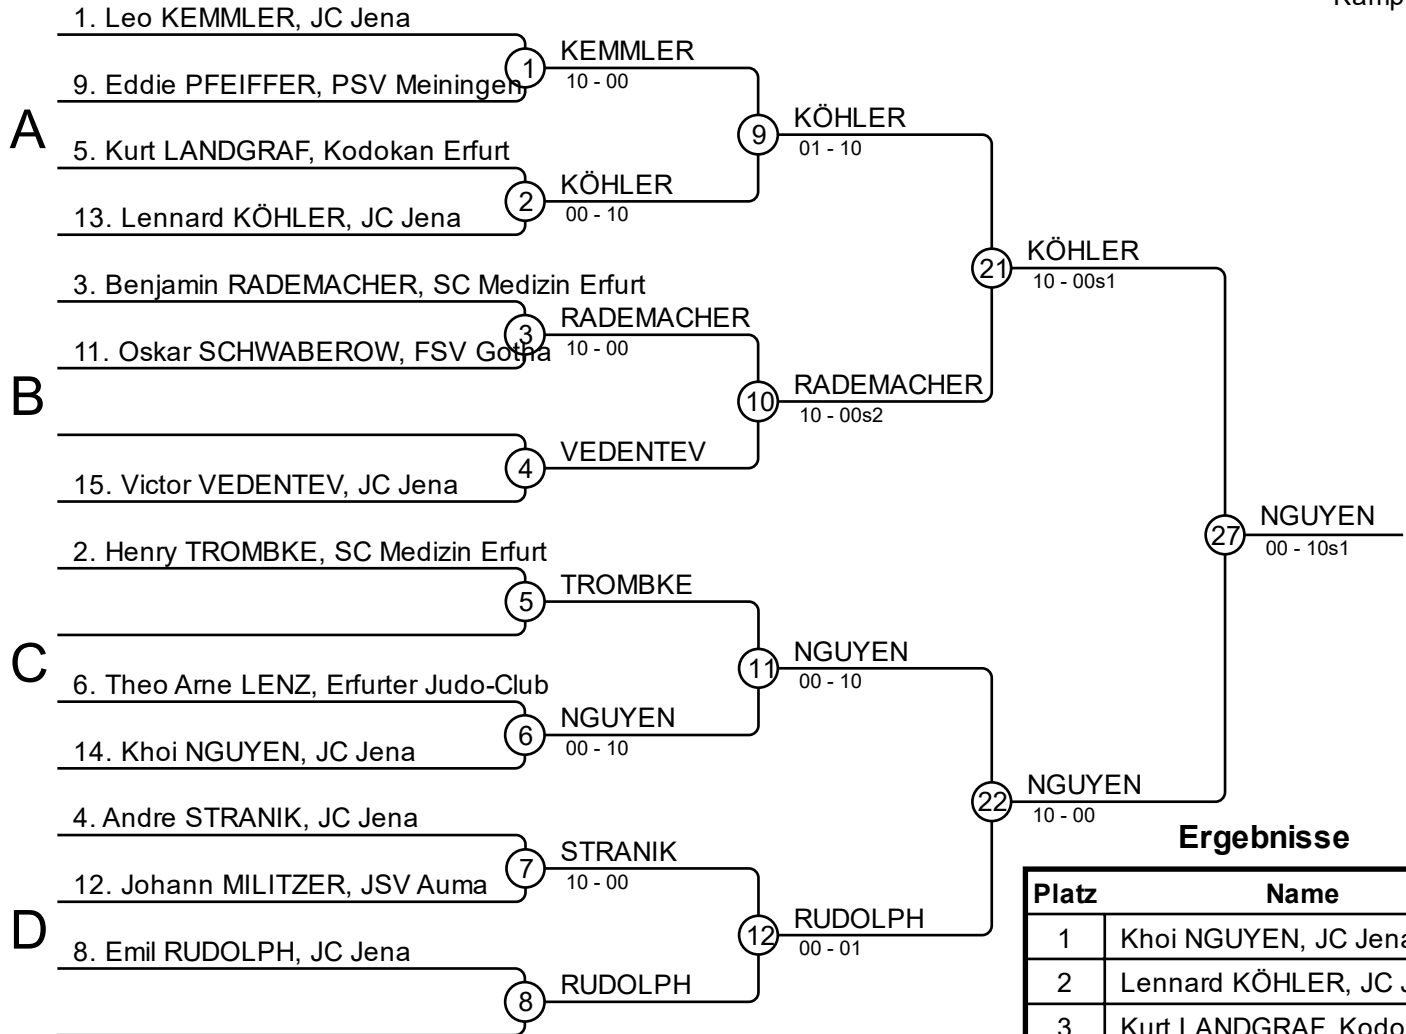 1. Leo KEMMLER, JC Jena
9. Eddie PFEIFFER, PSV Meiningen
1
KEMMLER
10 - 00
A
5. Kurt LANDGRAF, Kodokan Erfurt
13. Lennard KÖHLER, JC Jena
2
KÖHLER
00 - 10
9
KÖHLER
01 - 10
3. Benjamin RADEMACHER, SC Medizin Erfurt
11. Oskar SCHWABEROW, FSV Gotha
3
RADEMACHER
10 - 00
B
15. Victor VEDENTEV, JC Jena
4
VEDENTEV
10
RADEMACHER
10 - 00s2
21
KÖHLER
10 - 00s1
2. Henry TROMBKE, SC Medizin Erfurt
5
TROMBKE
C
6. Theo Arne LENZ, Erfurter Judo-Club
14. Khoi NGUYEN, JC Jena
6
NGUYEN
00 - 10
11
NGUYEN
00 - 10
4. Andre STRANIK, JC Jena
12. Johann MILITZER, JSV Auma
7
STRANIK
10 - 00
D
8. Emil RUDOLPH, JC Jena
8
RUDOLPH
12
RUDOLPH
00 - 01
22
NGUYEN
10 - 00
27
NGUYEN
00 - 10s1
Ergebnisse
Platz Name
1 Khoi NGUYEN, JC Jena
2 Lennard KÖHLER, JC
3 Kurt LANDGRAF,